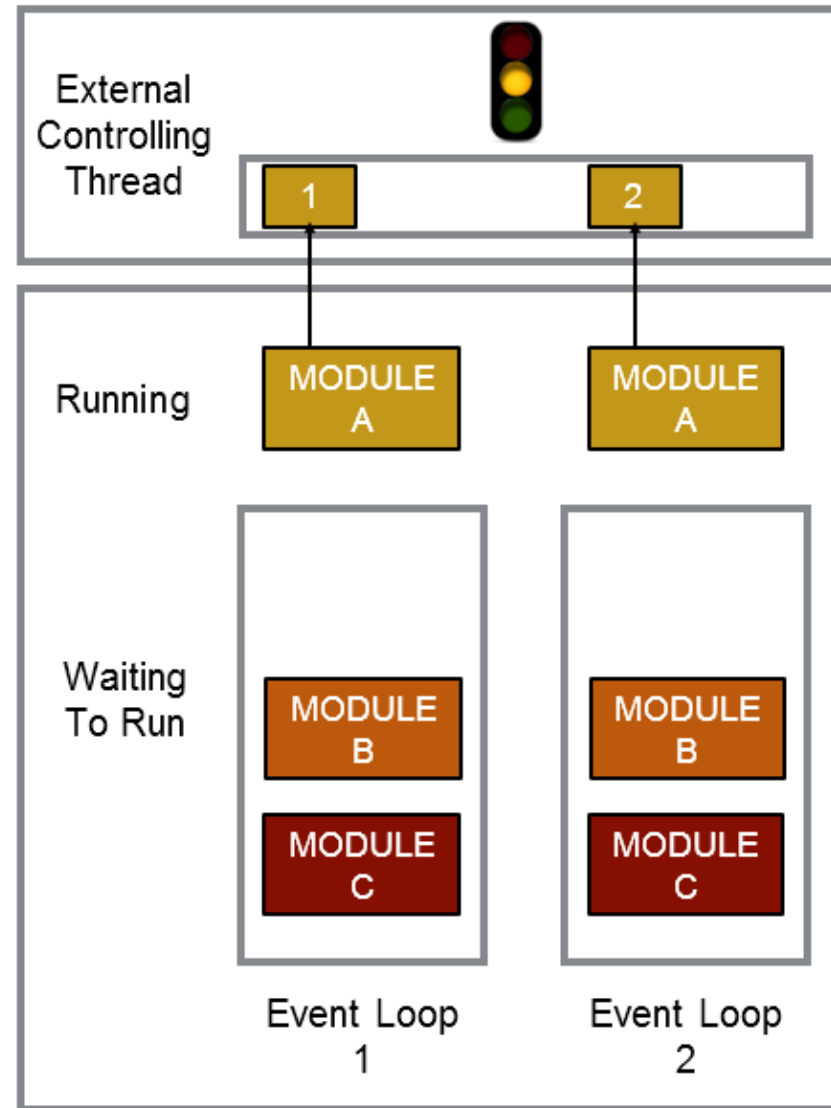 External
Controlling
Thread
1
2
Running
MODULE
A
MODULE
A
Waiting
To Run
MODULE
B
MODULE
B
MODULE
C
MODULE
C
Event Loop
1
Event Loop
2